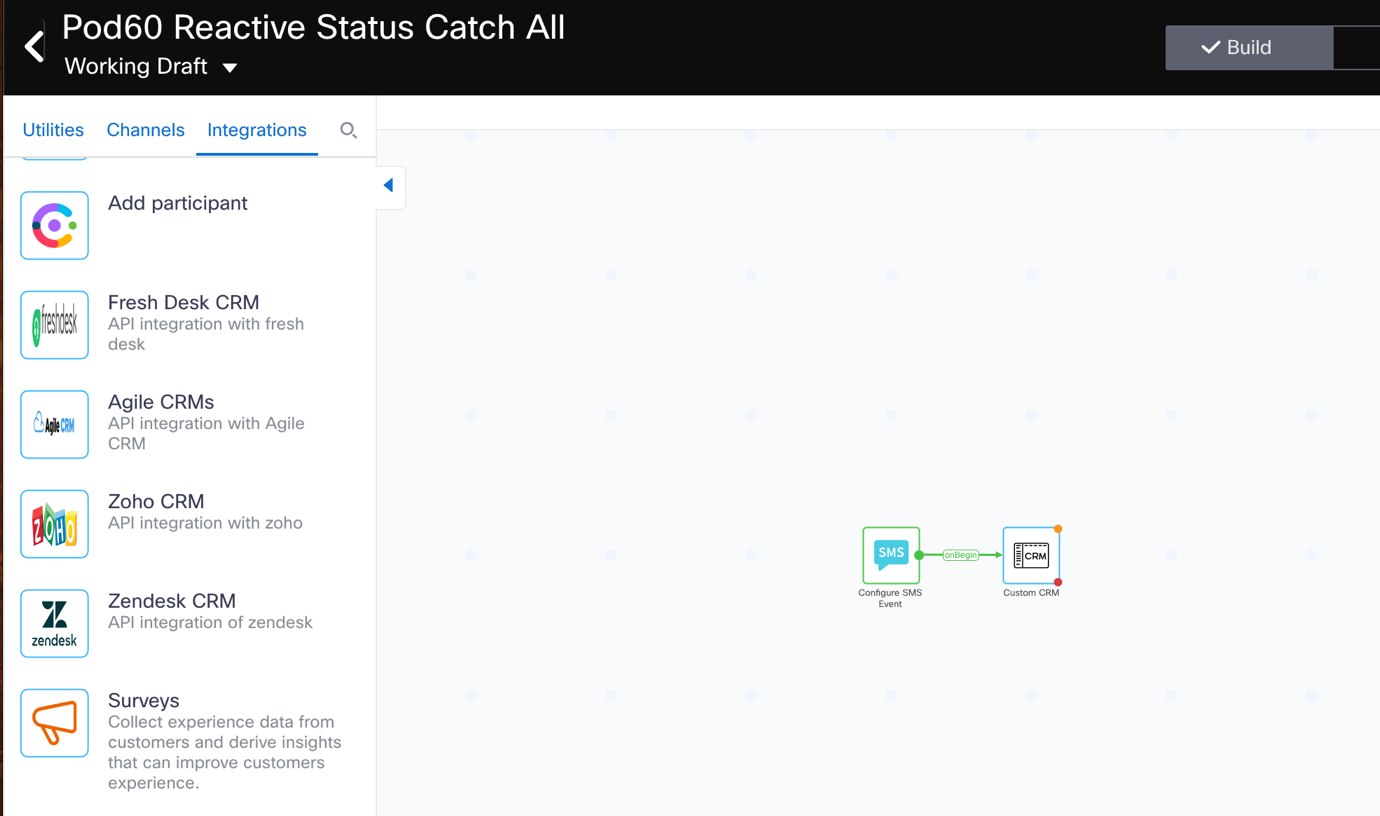 Pod60 Reactive Status Catch All
Working Draft
Build
Utilities Channels Integrations
Add participant
freshdesk
Fresh Desk CRM
API integration with fresh
desk
Agile CRM
Agile CRMs
API integration with Agile
CRM
ZOHO
Zoho CRM
API integration with zoho
zendesk
Zendesk CRM
API integration of zendesk
Surveys
Collect experience data from
customers and derive insights
that can improve customers
experience.
SMS
onBegin
CRM
Configure SMS
Event
Custom CRM